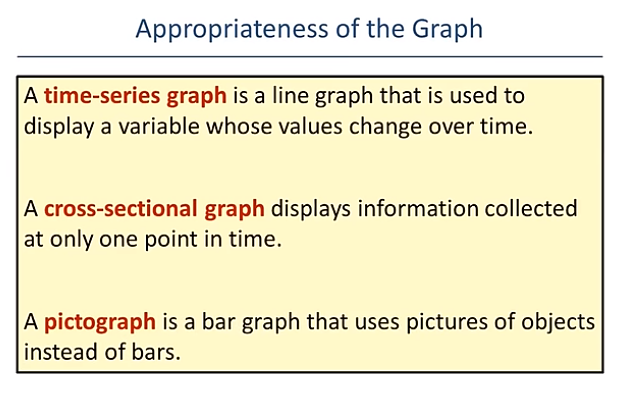 Appropriateness of the Graph
A time-series graph is a line graph that is used to
display a variable whose values change over time.
A cross-sectional graph displays information collected
at only one point in time.
A pictograph is a bar graph that uses pictures of objects
instead of bars.